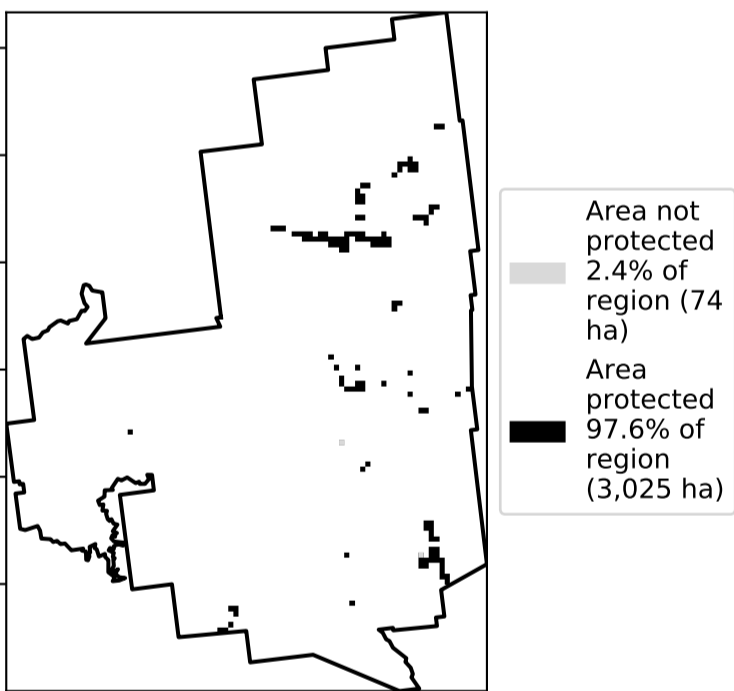 Area not
protected
2.4% of
region (74
ha)
Area
protected
97.6% of
region
(3,025 ha)